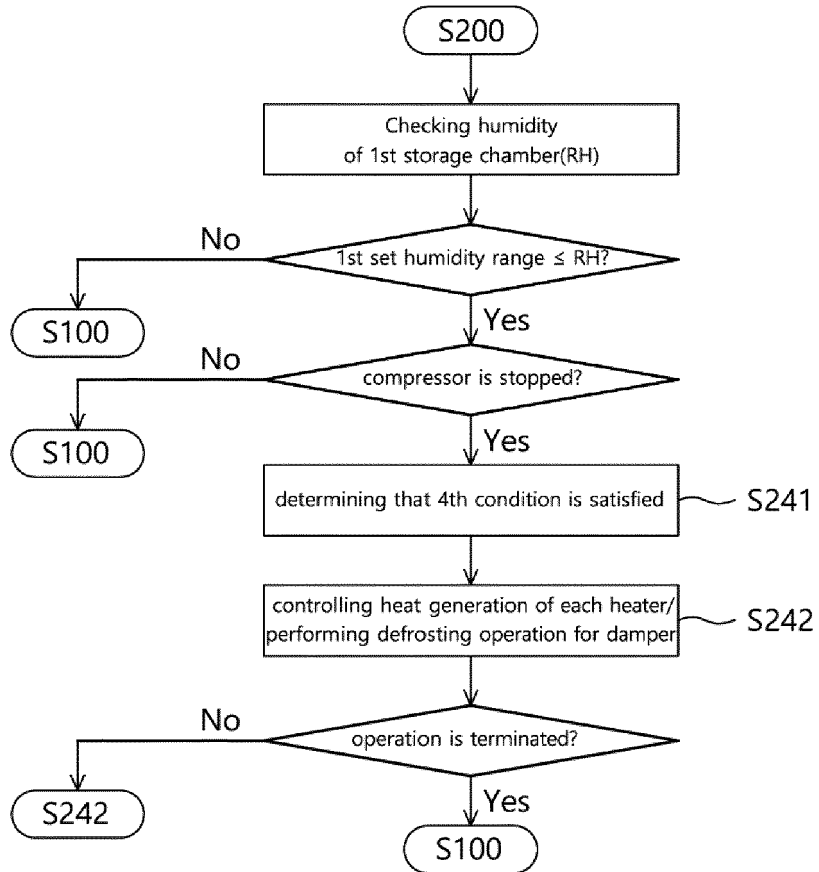 S200
Checking humidity
of 1st storage chamber(RH)
No
1st set humidity range ≤ RH?
S100
Yes
No
compressor is stopped?
S100
Yes
determining that 4th condition is satisfied
S241
controlling heat generation of each heater/
performing defrosting operation for damper
S242
No
operation is terminated?
S242
Yes
S100